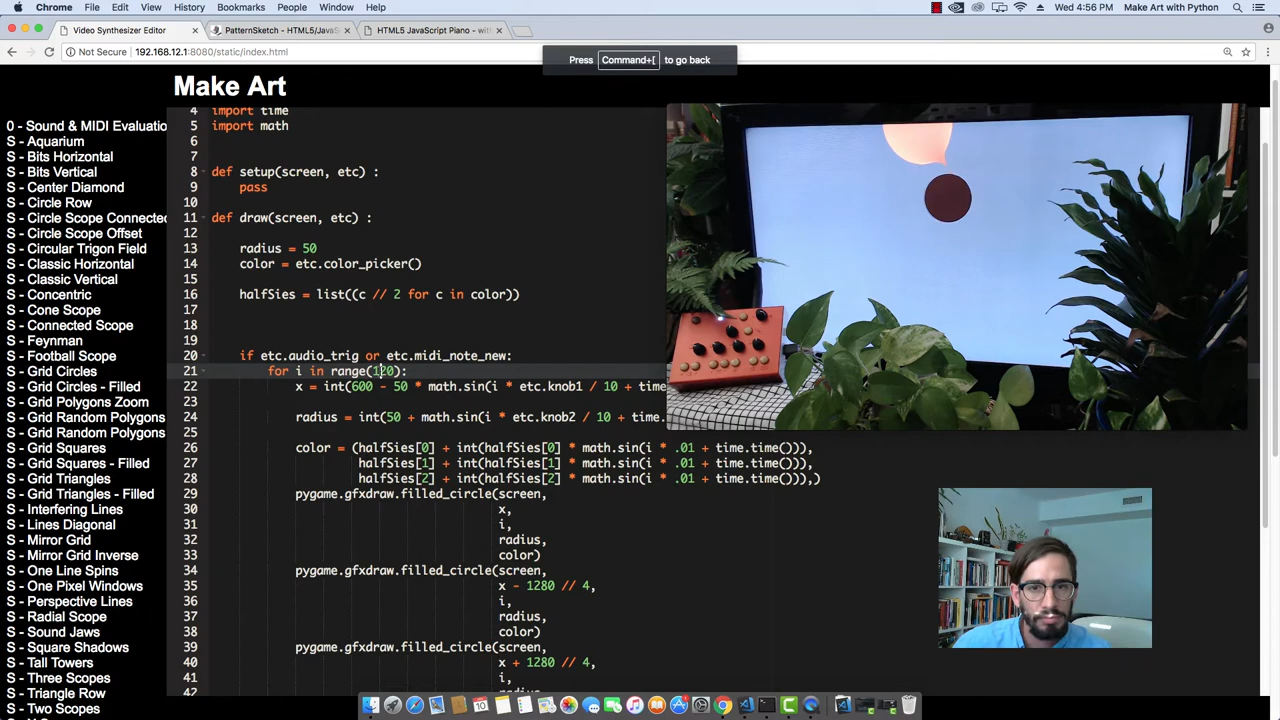 Chrome File Edit View History Bookmarks People Window Help
Wed 4:56 PM Make Art with Python
Video Synthesizer Editor
PatternSketch - HTML5/JavaSc
HTML5 JavaScript Piano - with
Not Secure 192.168.12.1:8080/static/index.html
Press Command+[ to go back
Make Art
0 - Sound & MIDI Evaluatio
S - Aquarium
S - Bits Horizontal
S - Bits Vertical
S - Center Diamond
S - Circle Row
S - Circle Scope Connected
S - Circle Scope Offset
S - Circular Trigon Field
S - Classic Horizontal
S - Classic Vertical
S - Concentric
S - Cone Scope
S - Connected Scope
S - Feynman
S - Football Scope
S - Grid Circles
S - Grid Circles - Filled
S - Grid Polygons Zoom
S - Grid Random Polygons
S - Grid Random Polygons
S - Grid Squares
S - Grid Squares - Filled
S - Grid Triangles
S - Grid Triangles - Filled
S - Interfering Lines
S - Lines Diagonal
S - Mirror Grid
S - Mirror Grid Inverse
S - One Line Spins
S - One Pixel Windows
S - Perspective Lines
S - Radial Scope
S - Sound Jaws
S - Square Shadows
S - Tall Towers
S - Three Scopes
S - Triangle Row
S - Two Scopes
4 import time
5 import math
6
7
8 def setup(screen, etc) :
9 pass
10
11 def draw(screen, etc) :
12
13 radius = 50
14 color = etc.color_picker()
15
16 halfSies = list((c // 2 for c in color))
17
18
19
20 if etc.audio_trig or etc.midi_note_new:
21 for i in range(120):
22 x = int(600 - 50 * math.sin(i * etc.knob1 / 10 + time
23
24 radius = int(50 + math.sin(i * etc.knob2 / 10 + time.
25
26 color = (halfSies[0] + int(halfSies[0] * math.sin(i * .01 + time.time())),
27 halfSies[1] + int(halfSies[1] * math.sin(i * .01 + time.time())),
28 halfSies[2] + int(halfSies[2] * math.sin(i * .01 + time.time())),)
29 pygame.gfxdraw.filled_circle(screen,
30 x,
31 i,
32 radius,
33 color)
34 pygame.gfxdraw.filled_circle(screen,
35 x - 1280 // 4,
36 i,
37 radius,
38 color)
39 pygame.gfxdraw.filled_circle(screen,
40 x + 1280 // 4,
41 i,
42